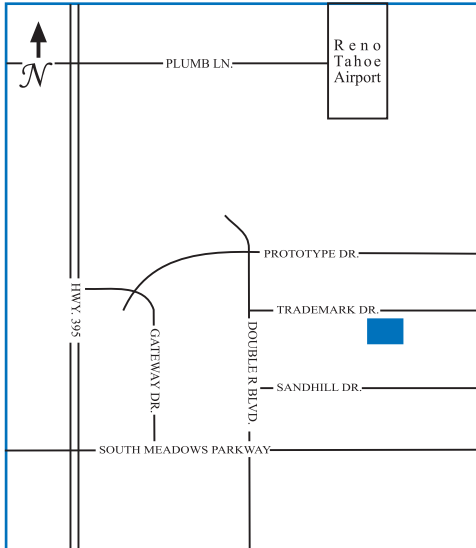 Reno
Tahoe
Airport
PLUMB LN.
N
PROTOTYPE DR.
HWY. 395
TRADEMARK DR.
GATEWAY DR.
DOUBLE R BLVD.
SANDHILL DR.
SOUTH MEADOWS PARKWAY